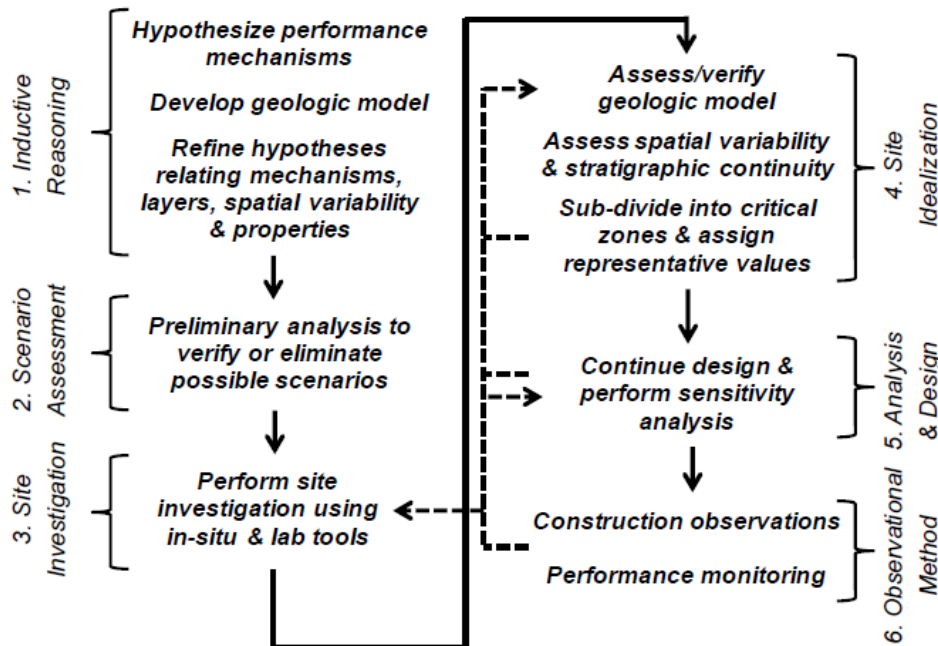 1. Inductive
Reasoning
Hypothesize performance
mechanisms
Develop geologic model
Refine hypotheses
relating mechanisms,
layers, spatial variability
& properties
2. Scenario
Assessment
Preliminary analysis to
verify or eliminate
possible scenarios
3. Site
Investigation
Perform site
investigation using
in-situ & lab tools
Assess/verify
geologic model
Assess spatial variability
& stratigraphic continuity
Sub-divide into critical
zones & assign
representative values
4. Site
Idealization
Continue design &
perform sensitivity
analysis
5. Analysis
& Design
Construction observations
Performance monitoring
6. Observational
Method